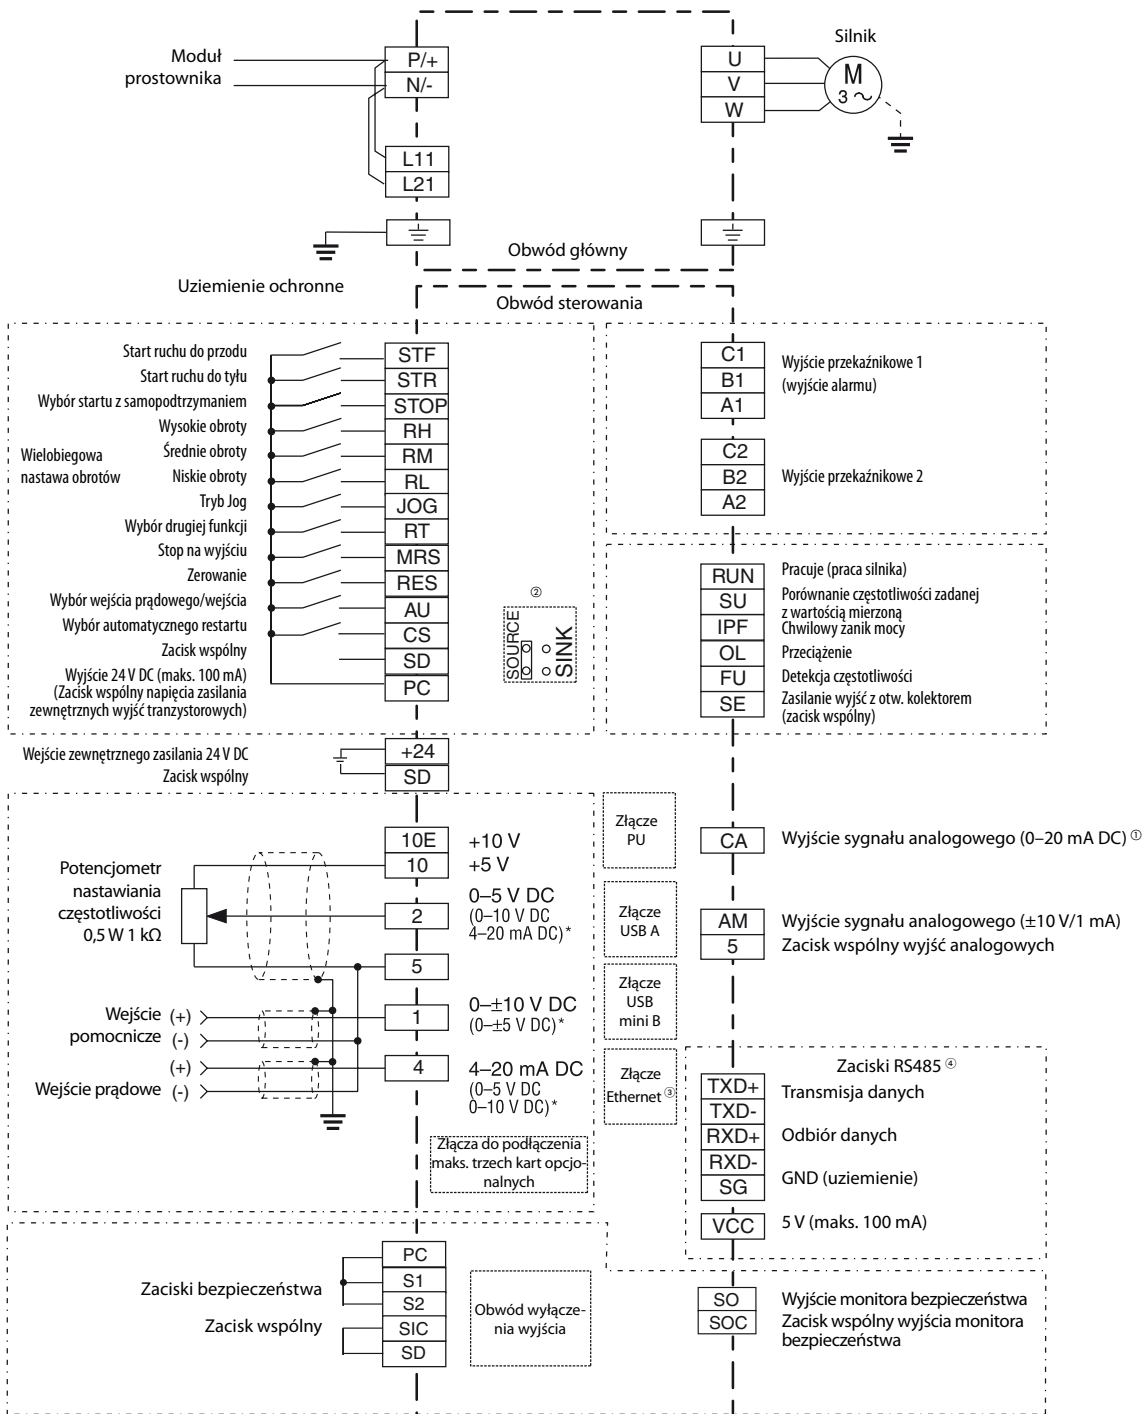 Moduł
prostownika
P/+
N/-
L11
L21
U
V
W
Silnik
M
3 ~
Obwód główny
Uziemienie ochronne
Obwód sterowania
Start ruchu do przodu
STF
Start ruchu do tyłu
STR
Wybór startu z samopodtrzymaniem
STOP
Wielobiegowa
nastawa obrotów
Wysokie obroty
RH
Średnie obroty
RM
Niskie obroty
RL
Tryb Jog
JOG
Wybór drugiej funkcji
RT
Stop na wyjściu
MRS
Zerowanie
RES
Wybór wejścia prądowego/wejścia
AU
Wybór automatycznego restartu
CS
Zacisk wspólny
SD
Wyjście 24 V DC (maks. 100 mA)
(Zacisk wspólny napięcia zasilania
zewnętrznych wyjść tranzystorowych)
PC
②
SOURCE
SINK
C1
B1
A1
Wyjście przekaźnikowe 1
(wyjście alarmu)
C2
B2
A2
Wyjście przekaźnikowe 2
RUN
Pracuje (praca silnika)
SU
Porównanie częstotliwości zadanej
z wartością mierzoną
IPF
Chwilowy zanik mocy
OL
Przeciążenie
FU
Detekcja częstotliwości
SE
Zasilanie wyjść z otw. kolektorem
(zacisk wspólny)
Wejście zewnętrznego zasilania 24 V DC
+24
Zacisk wspólny
SD
Potencjometr
nastawiania
częstotliwości
0,5 W 1 kΩ
10E
+10 V
10
+5 V
2
0–5 V DC
(0–10 V DC
4–20 mA DC)*
5
Wejście
pomocnicze
(+)
(-)
1
0–±10 V DC
(0–±5 V DC)*
Wejście prądowe
(+)
(-)
4
4–20 mA DC
(0–5 V DC
0–10 V DC)*
Złącza do podłączenia
maks. trzech kart opcjo-
nalnych
Złącze
PU
Złącze
USB A
Złącze
USB
mini B
Złącze
Ethernet ③
CA
Wyjście sygnału analogowego (0–20 mA DC) ①
AM
Wyjście sygnału analogowego (±10 V/1 mA)
5
Zacisk wspólny wyjść analogowych
Zaciski RS485 ④
TXD+
Transmisja danych
TXD-
RXD+
Odbiór danych
RXD-
SG
GND (uziemienie)
VCC
5 V (maks. 100 mA)
Zaciski bezpieczeństwa
PC
S1
S2
Zacisk wspólny
SIC
SD
Obwód wyłącze-
nia wyjścia
SO
Wyjście monitora bezpieczeństwa
SOC
Zacisk wspólny wyjścia monitora
bezpieczeństwa